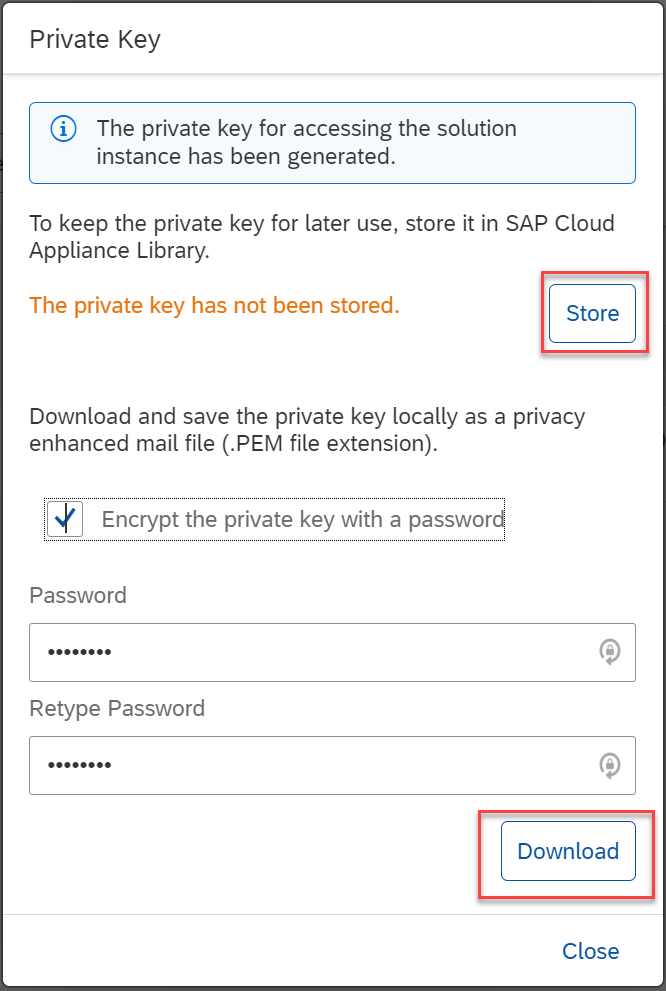 Private Key
The private key for accessing the solution
instance has been generated.
To keep the private key for later use, store it in SAP Cloud
Appliance Library.
The private key has not been stored.
Store
Download and save the private key locally as a privacy
enhanced mail file (.PEM file extension).
Encrypt the private key with a password
Password
••••••••
Retype Password
••••••••
Download
Close